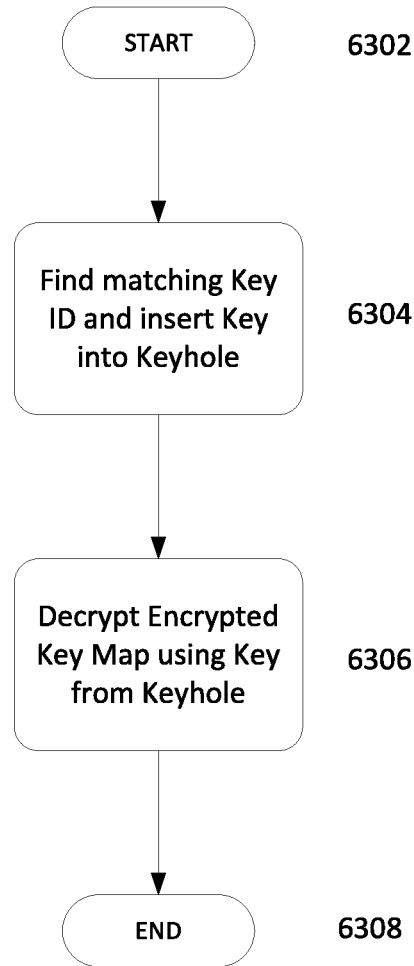 START 6302
Find matching Key
ID and insert Key 6304
into Keyhole
Decrypt Encrypted
Key Map using Key 6306
from Keyhole
END 6308